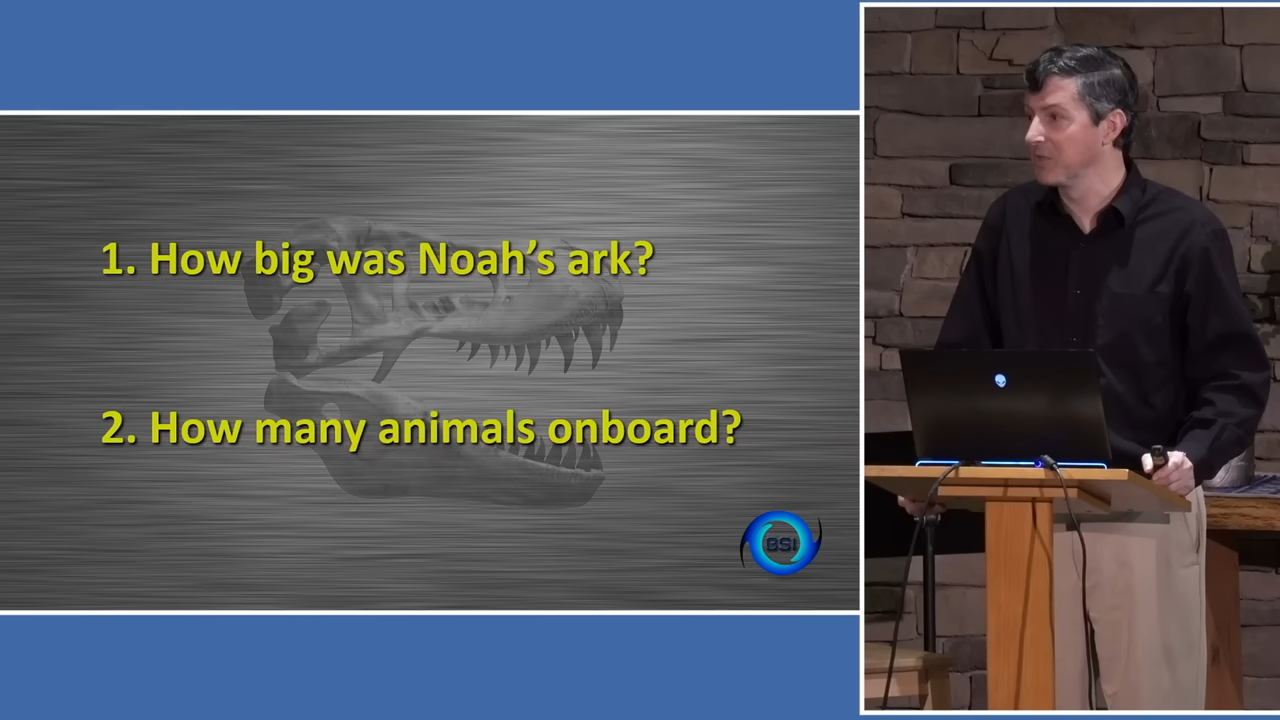 1. How big was Noah’s ark?
2. How many animals onboard?
BSI